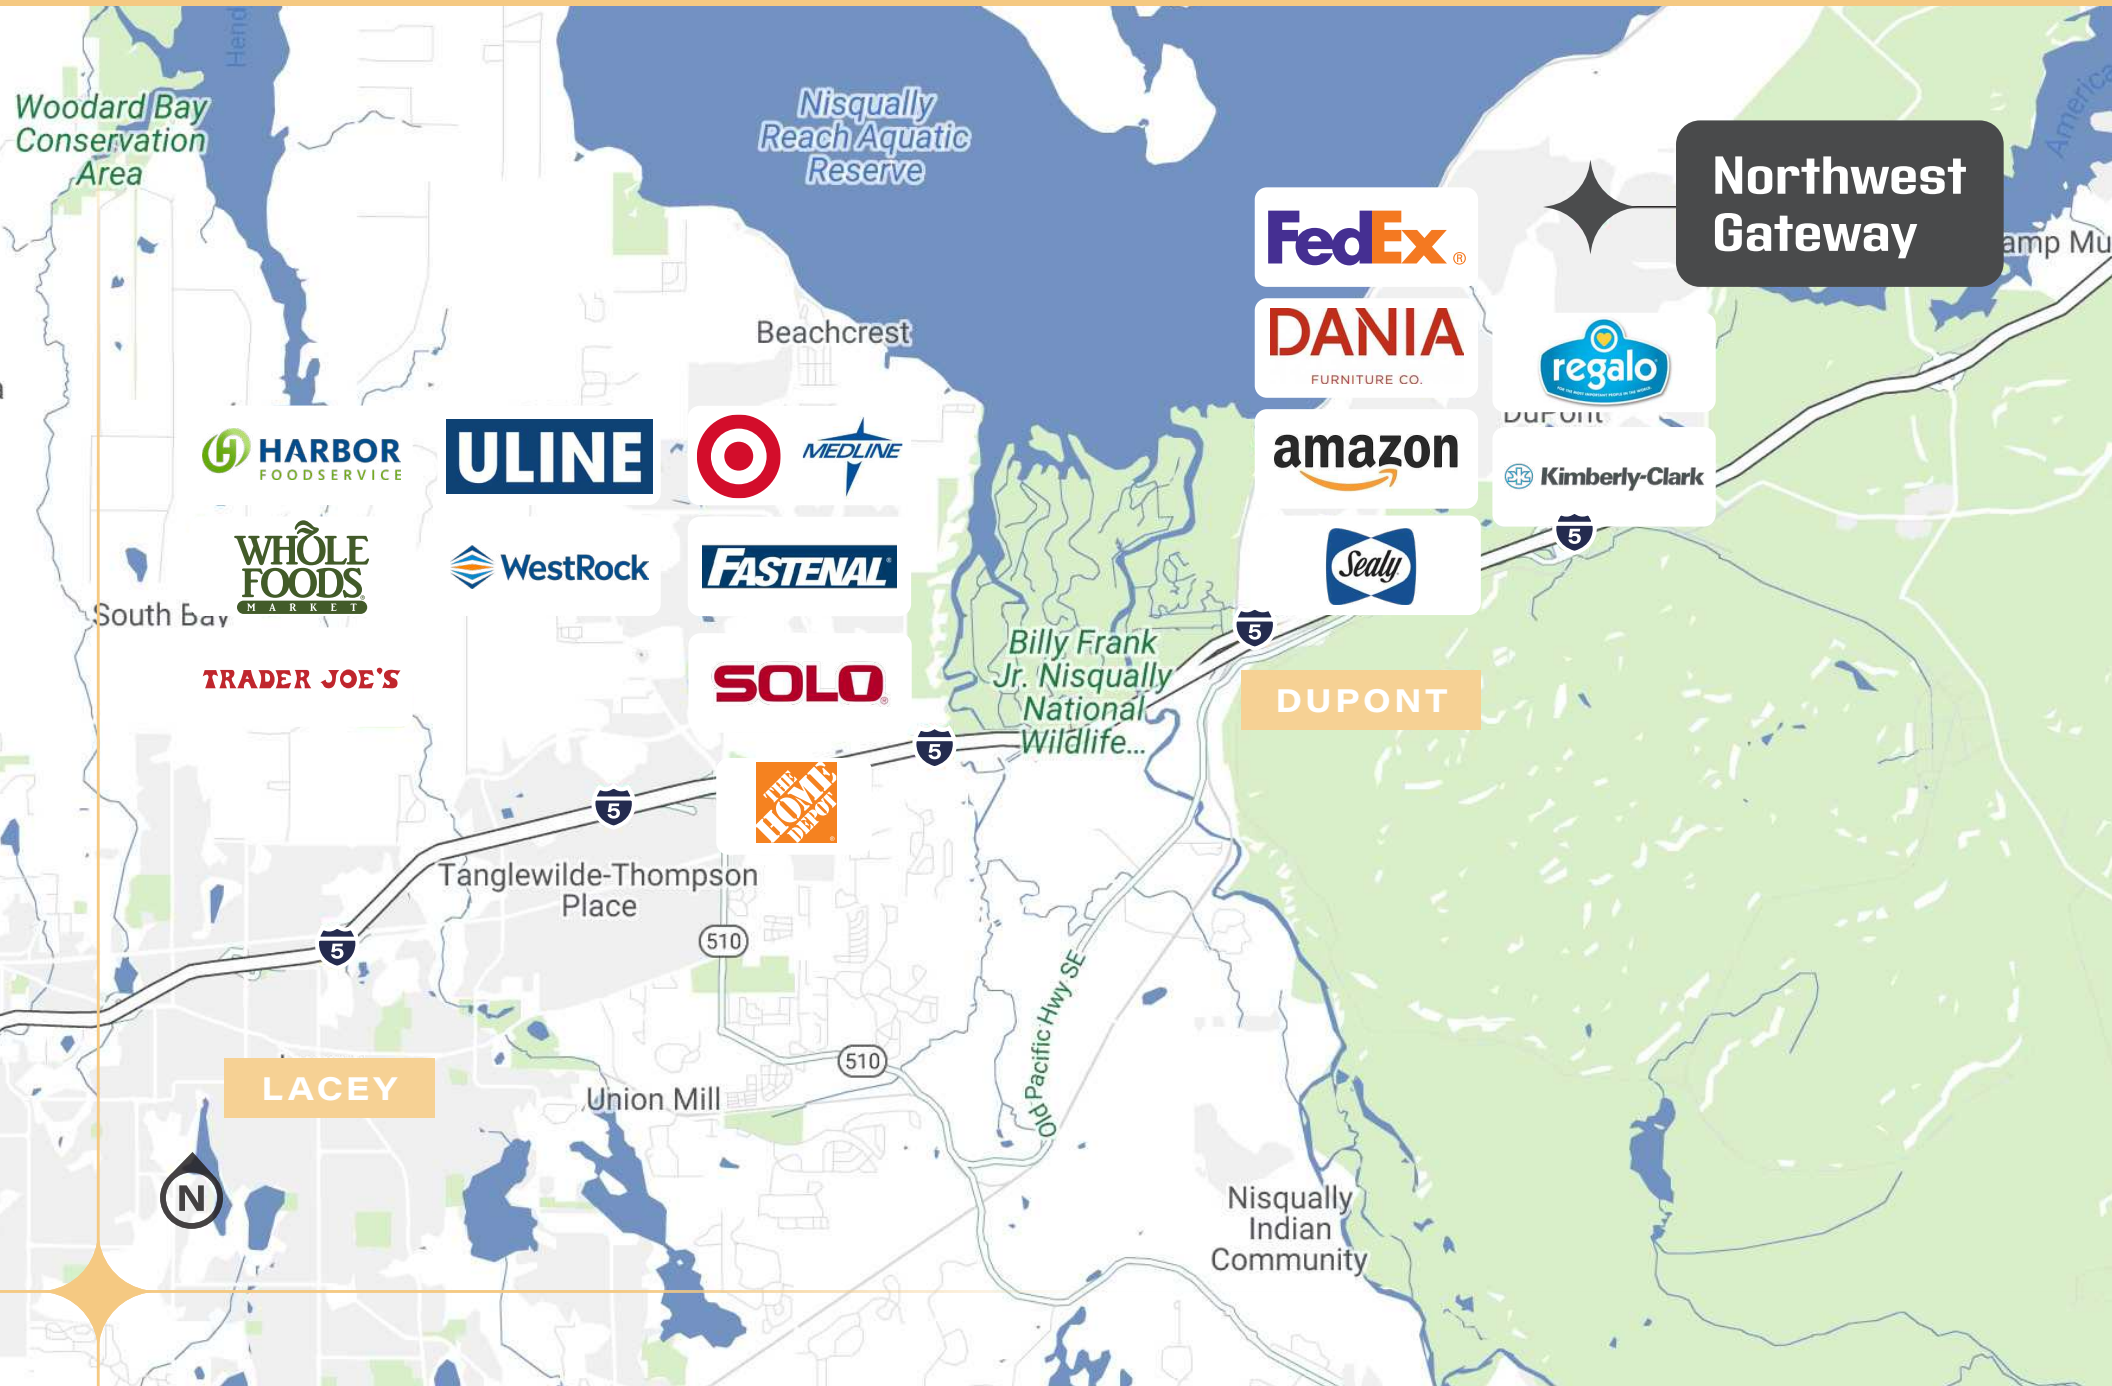 Hend
Woodard Bay
Conservation
Area
Nisqually
Reach Aquatic
Reserve
America
Northwest
Gateway
amp Mu
FedEx®
DANIA
FURNITURE CO.
Beachcrest
regalo
DuPont
HARBOR
FOODSERVICE
ULINE
MEDLINE
amazon
Kimberly-Clark
WHOLE
FOODS
MARKET
WestRock
FASTENAL
Sealy
5
5
South Bay
Billy Frank
Jr. Nisqually
National
Wildlife...
TRADER JOE'S
SOLO®
DUPONT
5
THE
HOME
DEPOT
5
Tanglewilde-Thompson
Place
5
510
Old Pacific Hwy SE
510
LACEY
Union Mill
N
Nisqually
Indian
Community